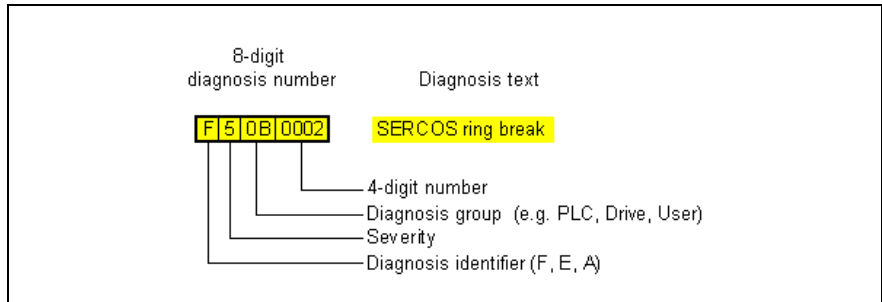 8-digit
diagnosis number
Diagnosis text
F 5 0B 0002
SERCOS ring break
4-digit number
Diagnosis group (e.g. PLC, Drive, User)
Severity
Diagnosis identifier (F, E, A)